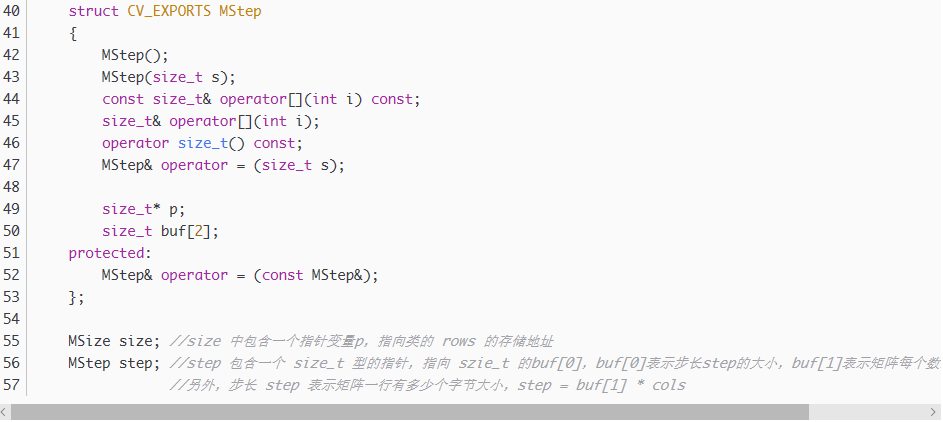 40 struct CV_EXPORTS MStep
41 {
42 MStep();
43 MStep(size_t s);
44 const size_t& operator[](int i) const;
45 size_t& operator[](int i);
46 operator size_t() const;
47 MStep& operator = (size_t s);
48
49 size_t* p;
50 size_t buf[2];
51 protected:
52 MStep& operator = (const MStep&);
53 };
54
55 MSize size; //size 中包含一个指针变量p，指向类的 rows 的存储地址
56 MStep step; //step 包含一个 size_t 型的指针，指向 szie_t 的buf[0]，buf[0]表示步长step的大小，buf[1]表示矩阵每个数
57 //另外，步长 step 表示矩阵一行有多少个字节大小，step = buf[1] * cols